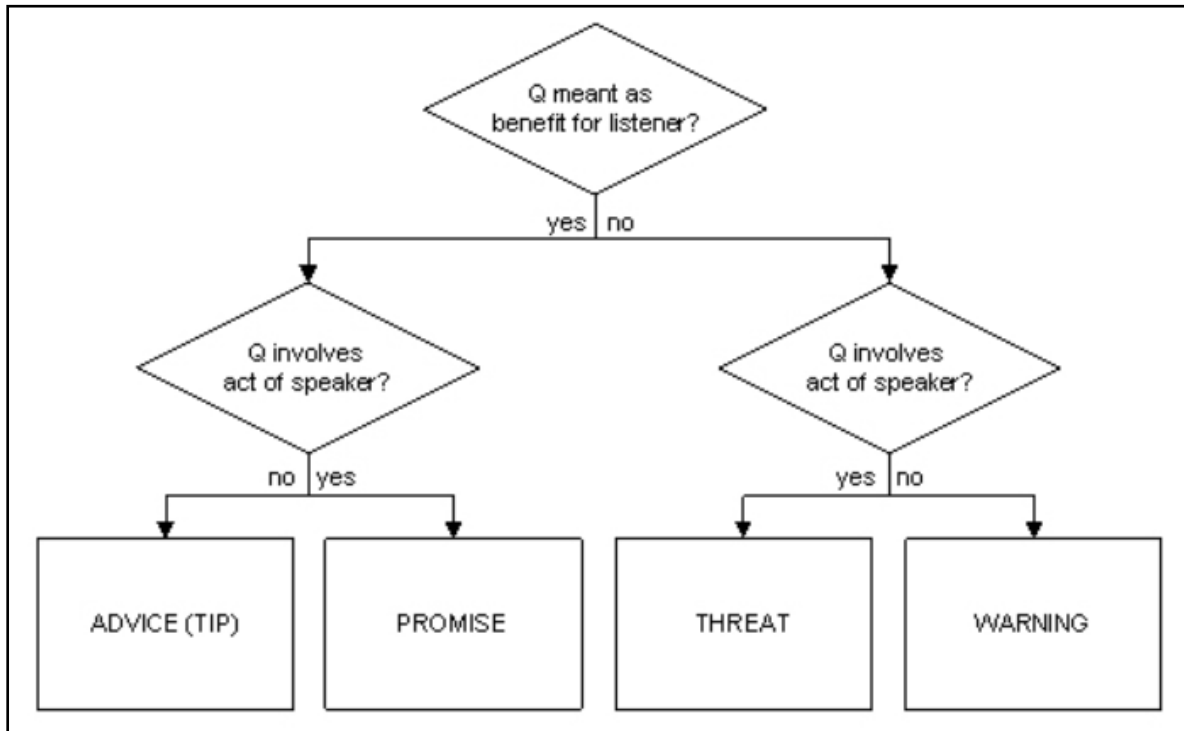 Q meant as
benefit for listener?
yes no
Q involves
act of speaker?
Q involves
act of speaker?
no yes
yes no
ADVICE (TIP)
PROMISE
THREAT
WARNING